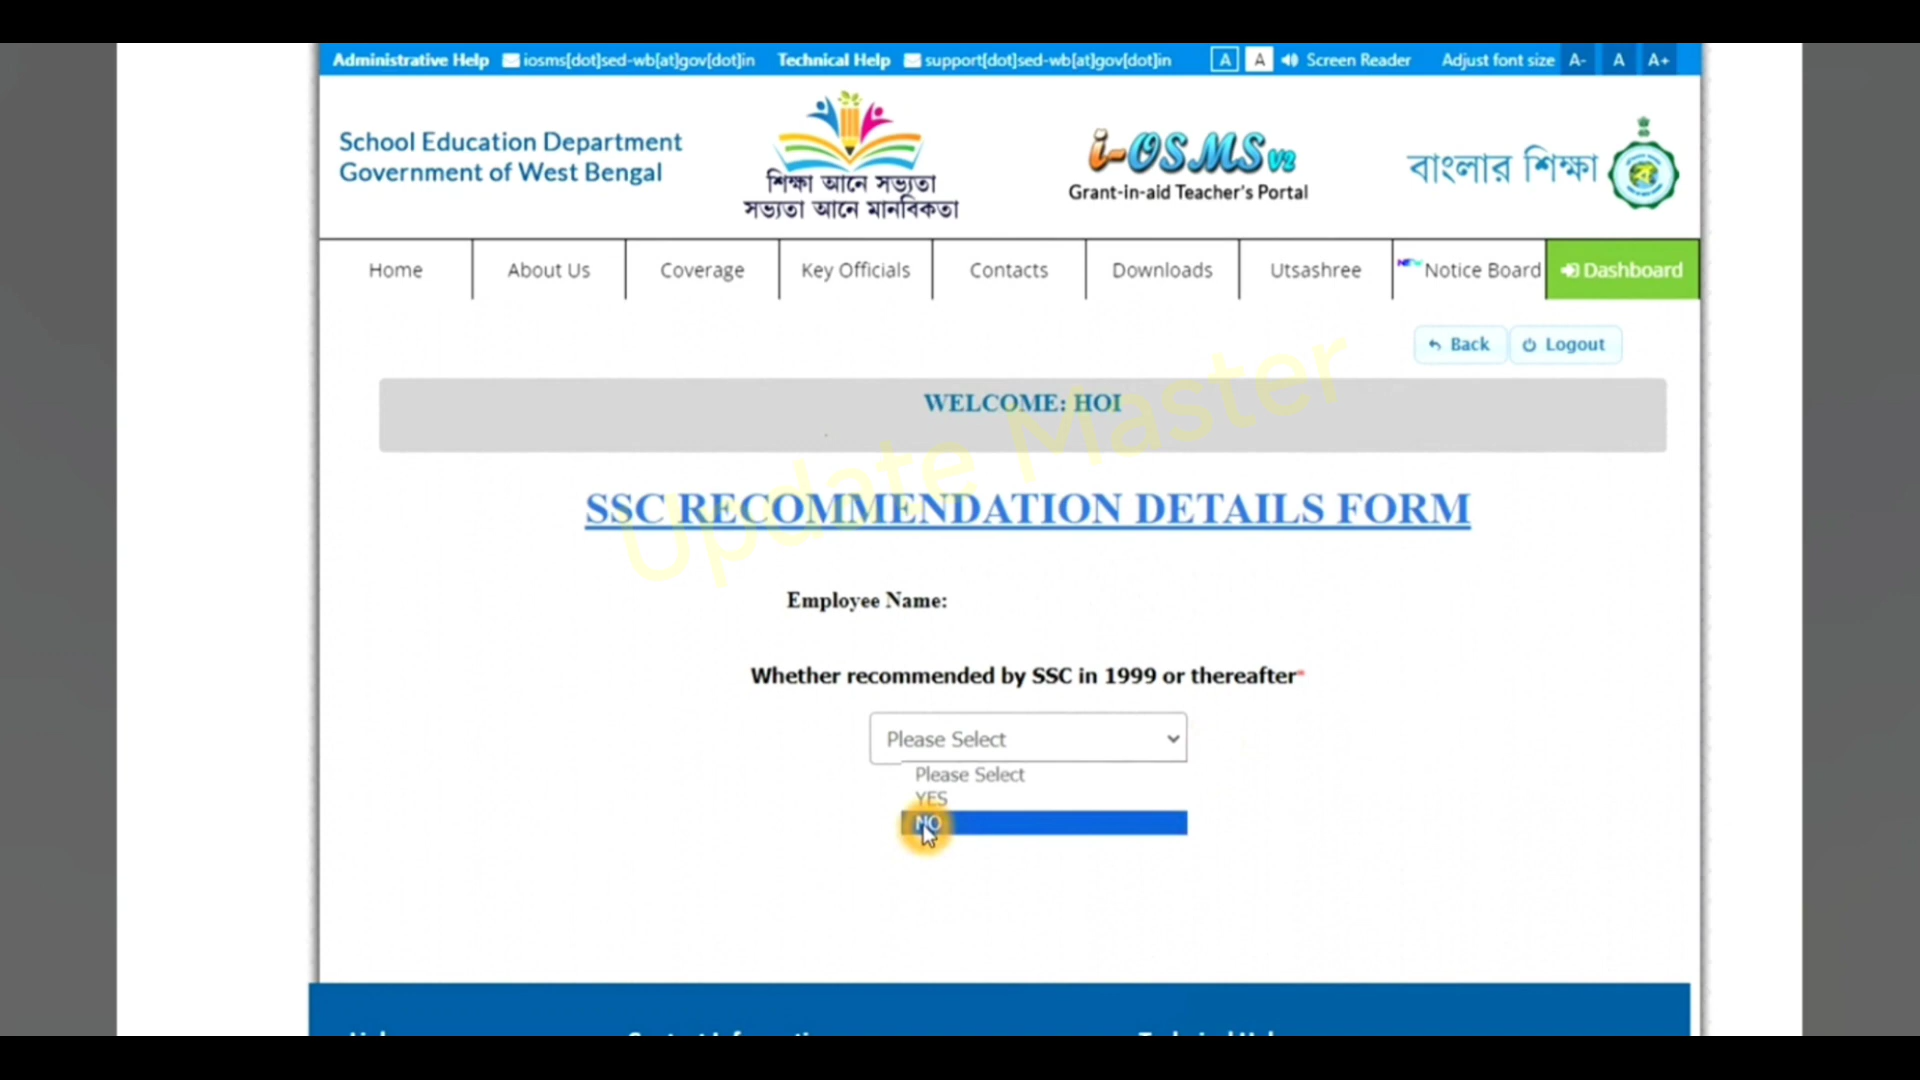 Administrative Help iosms[dot]sed-wb[at]gov[dot]in Technical Help support[dot]sed-wb[at]gov[dot]in A A Screen Reader Adjust font size A- A A+
School Education Department
Government of West Bengal
শিক্ষা আনে সভ্যতা
সভ্যতা আনে মানবিকতা
i-OSMS V2
Grant-in-aid Teacher's Portal
বাংলার শিক্ষা
Home About Us Coverage Key Officials Contacts Downloads Utsashree NEW Notice Board Dashboard
Back Logout
WELCOME: HOI
Update Master
SSC RECOMMENDATION DETAILS FORM
Employee Name:
Whether recommended by SSC in 1999 or thereafter*
Please Select
Please Select
YES
NO